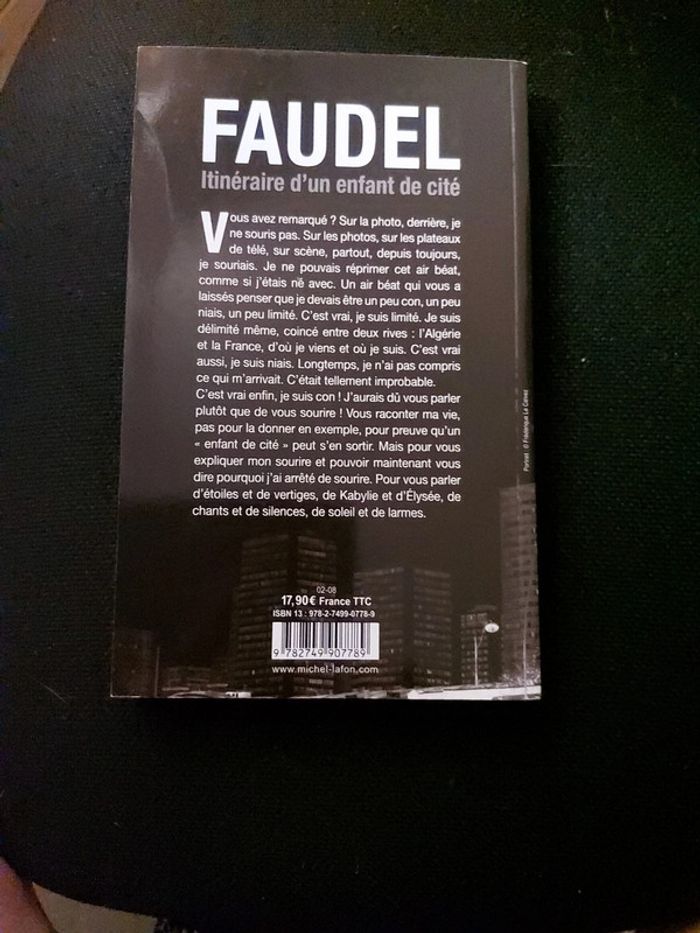 FAUDEL
Itinéraire d'un enfant de cité
Vous avez remarqué ? Sur la photo, derrière, je
ne souris pas. Sur les photos, sur les plateaux
de télé, sur scène, partout, depuis toujours,
je souriais. Je ne pouvais réprimer cet air béat,
comme si j'étais né avec. Un air béat qui vous a
laissés penser que je devais être un peu con, un peu
niais, un peu limité. C'est vrai, je suis limité. Je suis
délimité même, coincé entre deux rives : l'Algérie
et la France, d'où je viens et où je suis. C'est vrai
aussi, je suis niais. Longtemps, je n'ai pas compris
ce qui m'arrivait. C'était tellement improbable.
C'est vrai enfin, je suis con ! J'aurais dû vous parler
plutôt que de vous sourire ! Vous raconter ma vie,
pas pour la donner en exemple, pour preuve qu'un
« enfant de cité » peut s'en sortir. Mais pour vous
expliquer mon sourire et pouvoir maintenant vous
dire pourquoi j'ai arrêté de sourire. Pour vous parler
d'étoiles et de vertiges, de Kabylie et d'Élysée, de
chants et de silences, de soleil et de larmes.
Portrait : © Frédérique Le Calvez
02-08
17,90 € France TTC
ISBN 13 : 978-2-7499-0778-9
9 782749 907789
www.michel-lafon.com